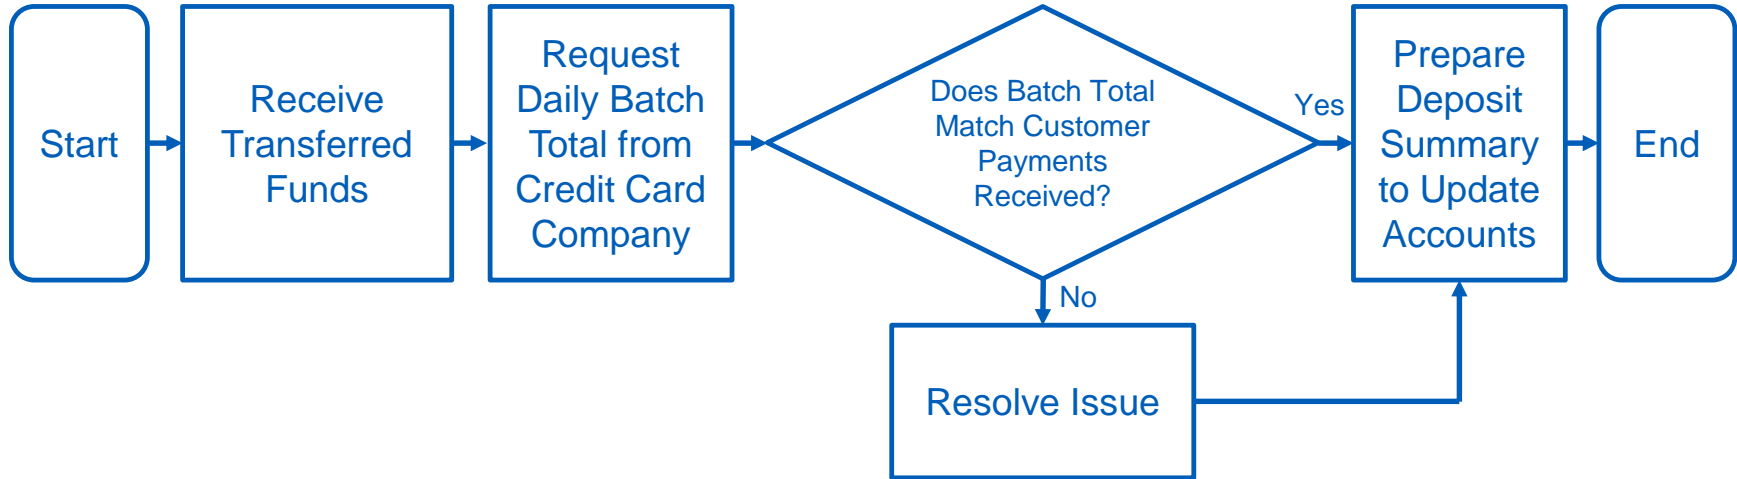 Start
Receive
Transferred
Funds
Request
Daily Batch
Total from
Credit Card
Company
Does Batch Total
Match Customer
Payments
Received?
Yes
No
Resolve Issue
Prepare
Deposit
Summary
to Update
Accounts
End